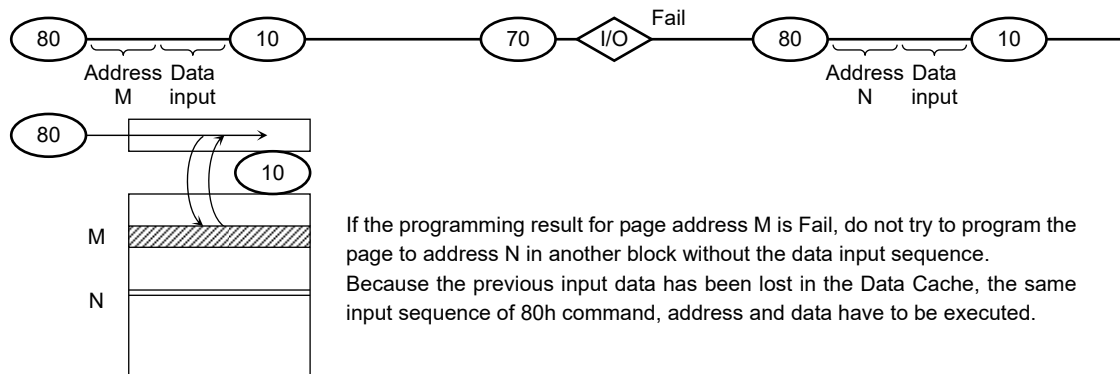 Fail
80 10 70 I/O 80 10
Address Data Address Data
M input N input
80
10
M
N
If the programming result for page address M is Fail, do not try to program the
page to address N in another block without the data input sequence.
Because the previous input data has been lost in the Data Cache, the same
input sequence of 80h command, address and data have to be executed.